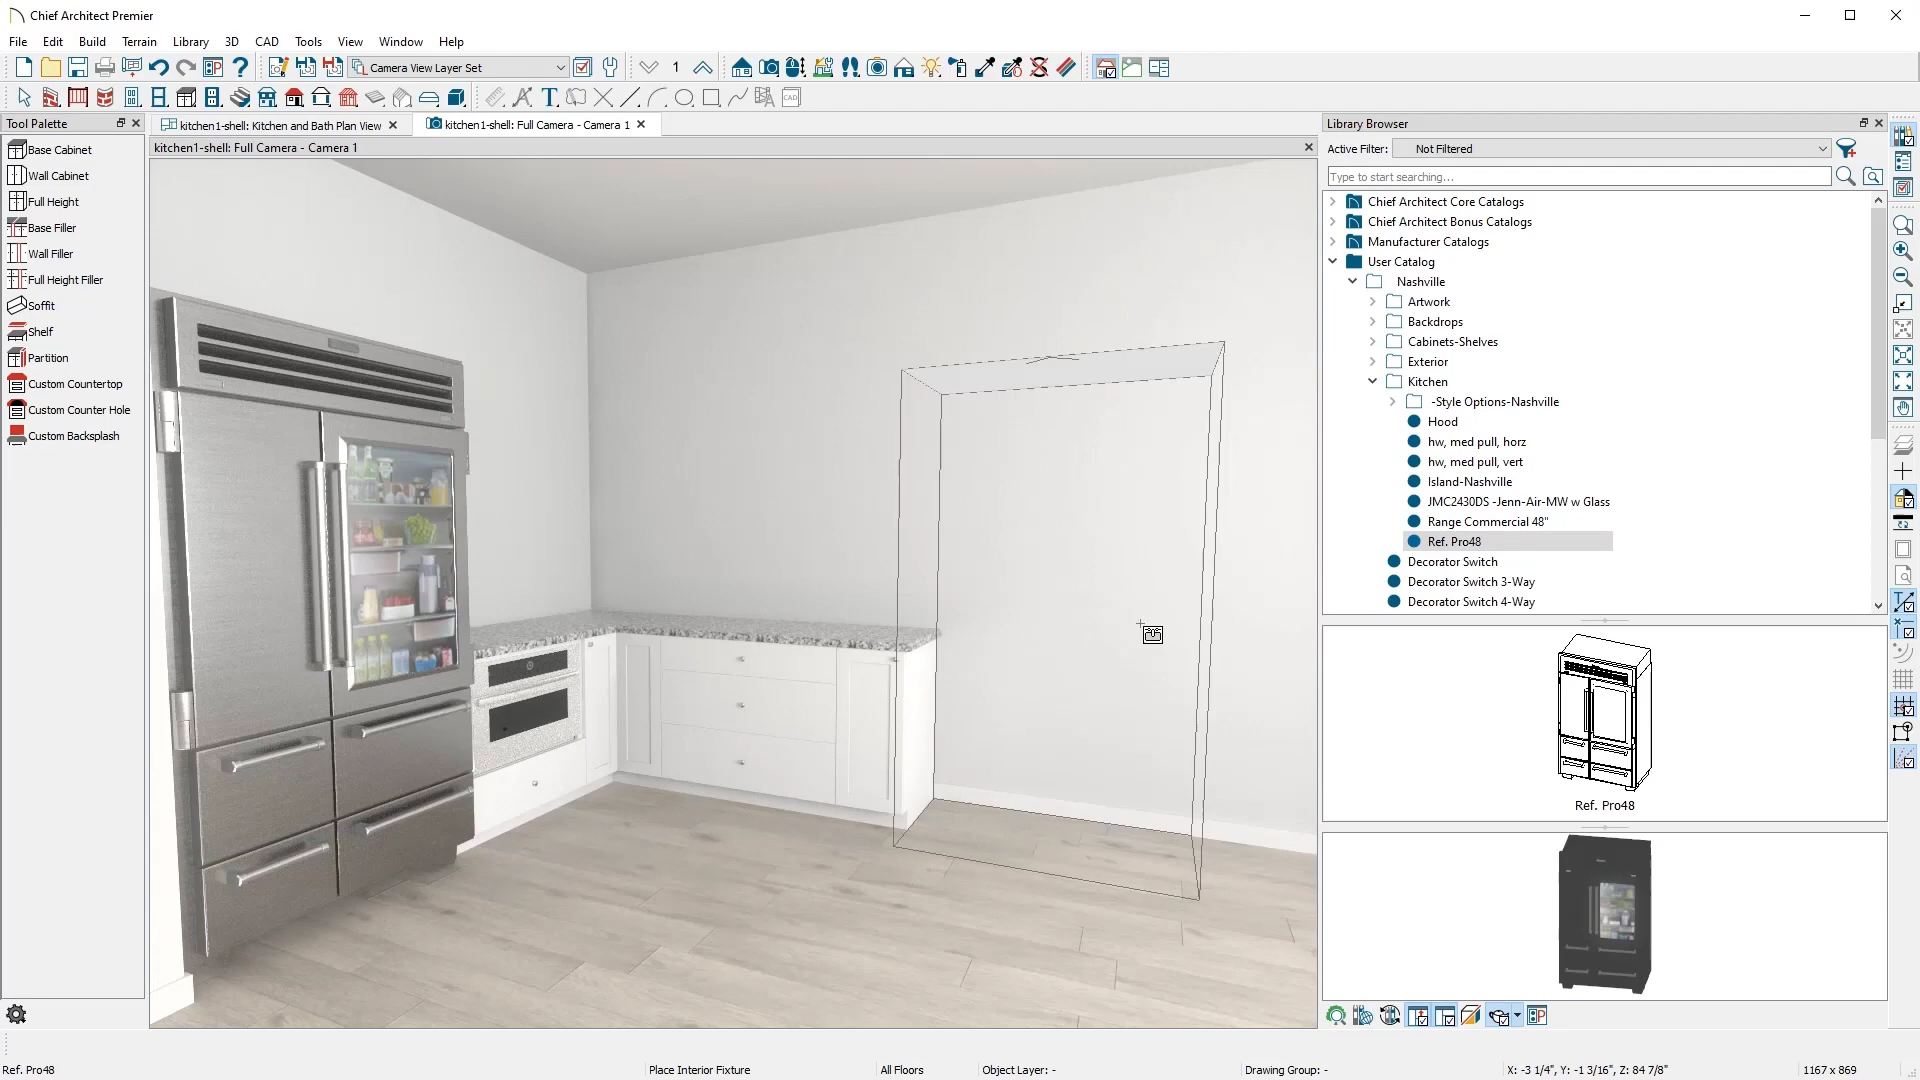 Chief Architect Premier
File Edit Build Terrain Library 3D CAD Tools View Window Help
Camera View Layer Set 1
Tool Palette
kitchen1-shell: Kitchen and Bath Plan View
kitchen1-shell: Full Camera - Camera 1
kitchen1-shell: Full Camera - Camera 1
Base Cabinet
Wall Cabinet
Full Height
Base Filler
Wall Filler
Full Height Filler
Soffit
Shelf
Partition
Custom Countertop
Custom Counter Hole
Custom Backsplash
Library Browser
Active Filter: Not Filtered
Type to start searching...
Chief Architect Core Catalogs
Chief Architect Bonus Catalogs
Manufacturer Catalogs
User Catalog
Nashville
Artwork
Backdrops
Cabinets-Shelves
Exterior
Kitchen
-Style Options-Nashville
Hood
hw, med pull, horz
hw, med pull, vert
Island-Nashville
JMC2430DS -Jenn-Air-MW w Glass
Range Commercial 48"
Ref. Pro48
Decorator Switch
Decorator Switch 3-Way
Decorator Switch 4-Way
Ref. Pro48
Ref. Pro48 Place Interior Fixture All Floors Object Layer: - Drawing Group: - X: -3 1/4", Y: -1 3/16", Z: 84 7/8" 1167 x 869